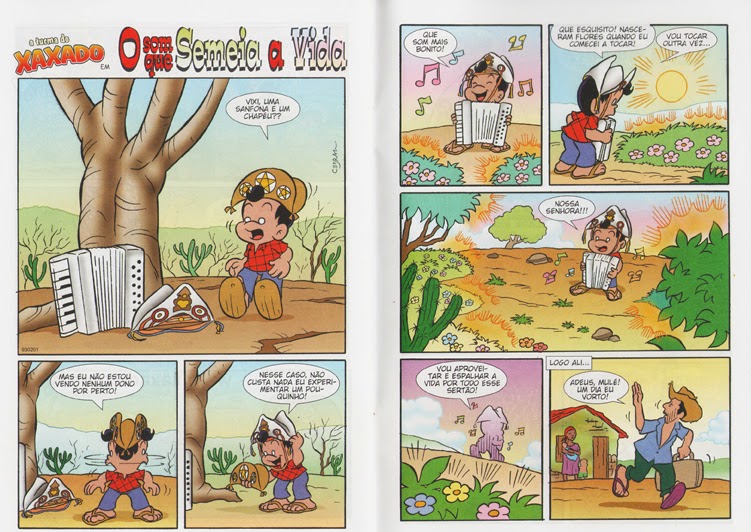 a turma do
XAXADO
EM
O som que Semeia a Vida
VIXI, UMA
SANFONA E UM
CHAPÉU??
CEDRAZ
990201
MAS EU NÃO ESTOU
VENDO NENHUM DONO
POR PERTO!
NESSE CASO, NÃO
CUSTA NADA EU EXPERI-
MENTAR UM POU-
QUINHO!
QUE
SOM MAIS
BONITO!
QUE ESQUISITO! NASCE-
RAM FLORES QUANDO EU
COMECEI A TOCAR!
VOU TOCAR
OUTRA VEZ...
NOSSA
SENHORA!!!
VOU APROVEI-
TAR E ESPALHAR A
VIDA POR TODO ESSE
SERTÃO!
LOGO ALI...
ADEUS, MULÉ!
UM DIA EU
VORTO!